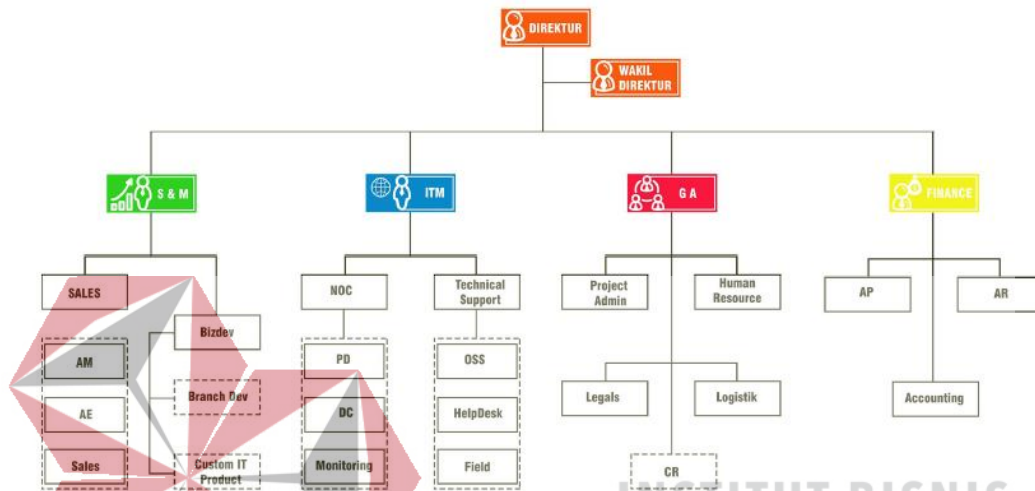 DIREKTUR
WAKIL
DIREKTUR
S & M
ITM
G A
FINANCE
SALES
NOC
Technical
Support
Project
Admin
Human
Resource
AP
AR
Bizdev
AM
PD
OSS
Branch Dev
Legals
Logistik
Accounting
AE
DC
HelpDesk
Sales
Custom IT
Product
Monitoring
Field
CR
INSTITUT BISNIS